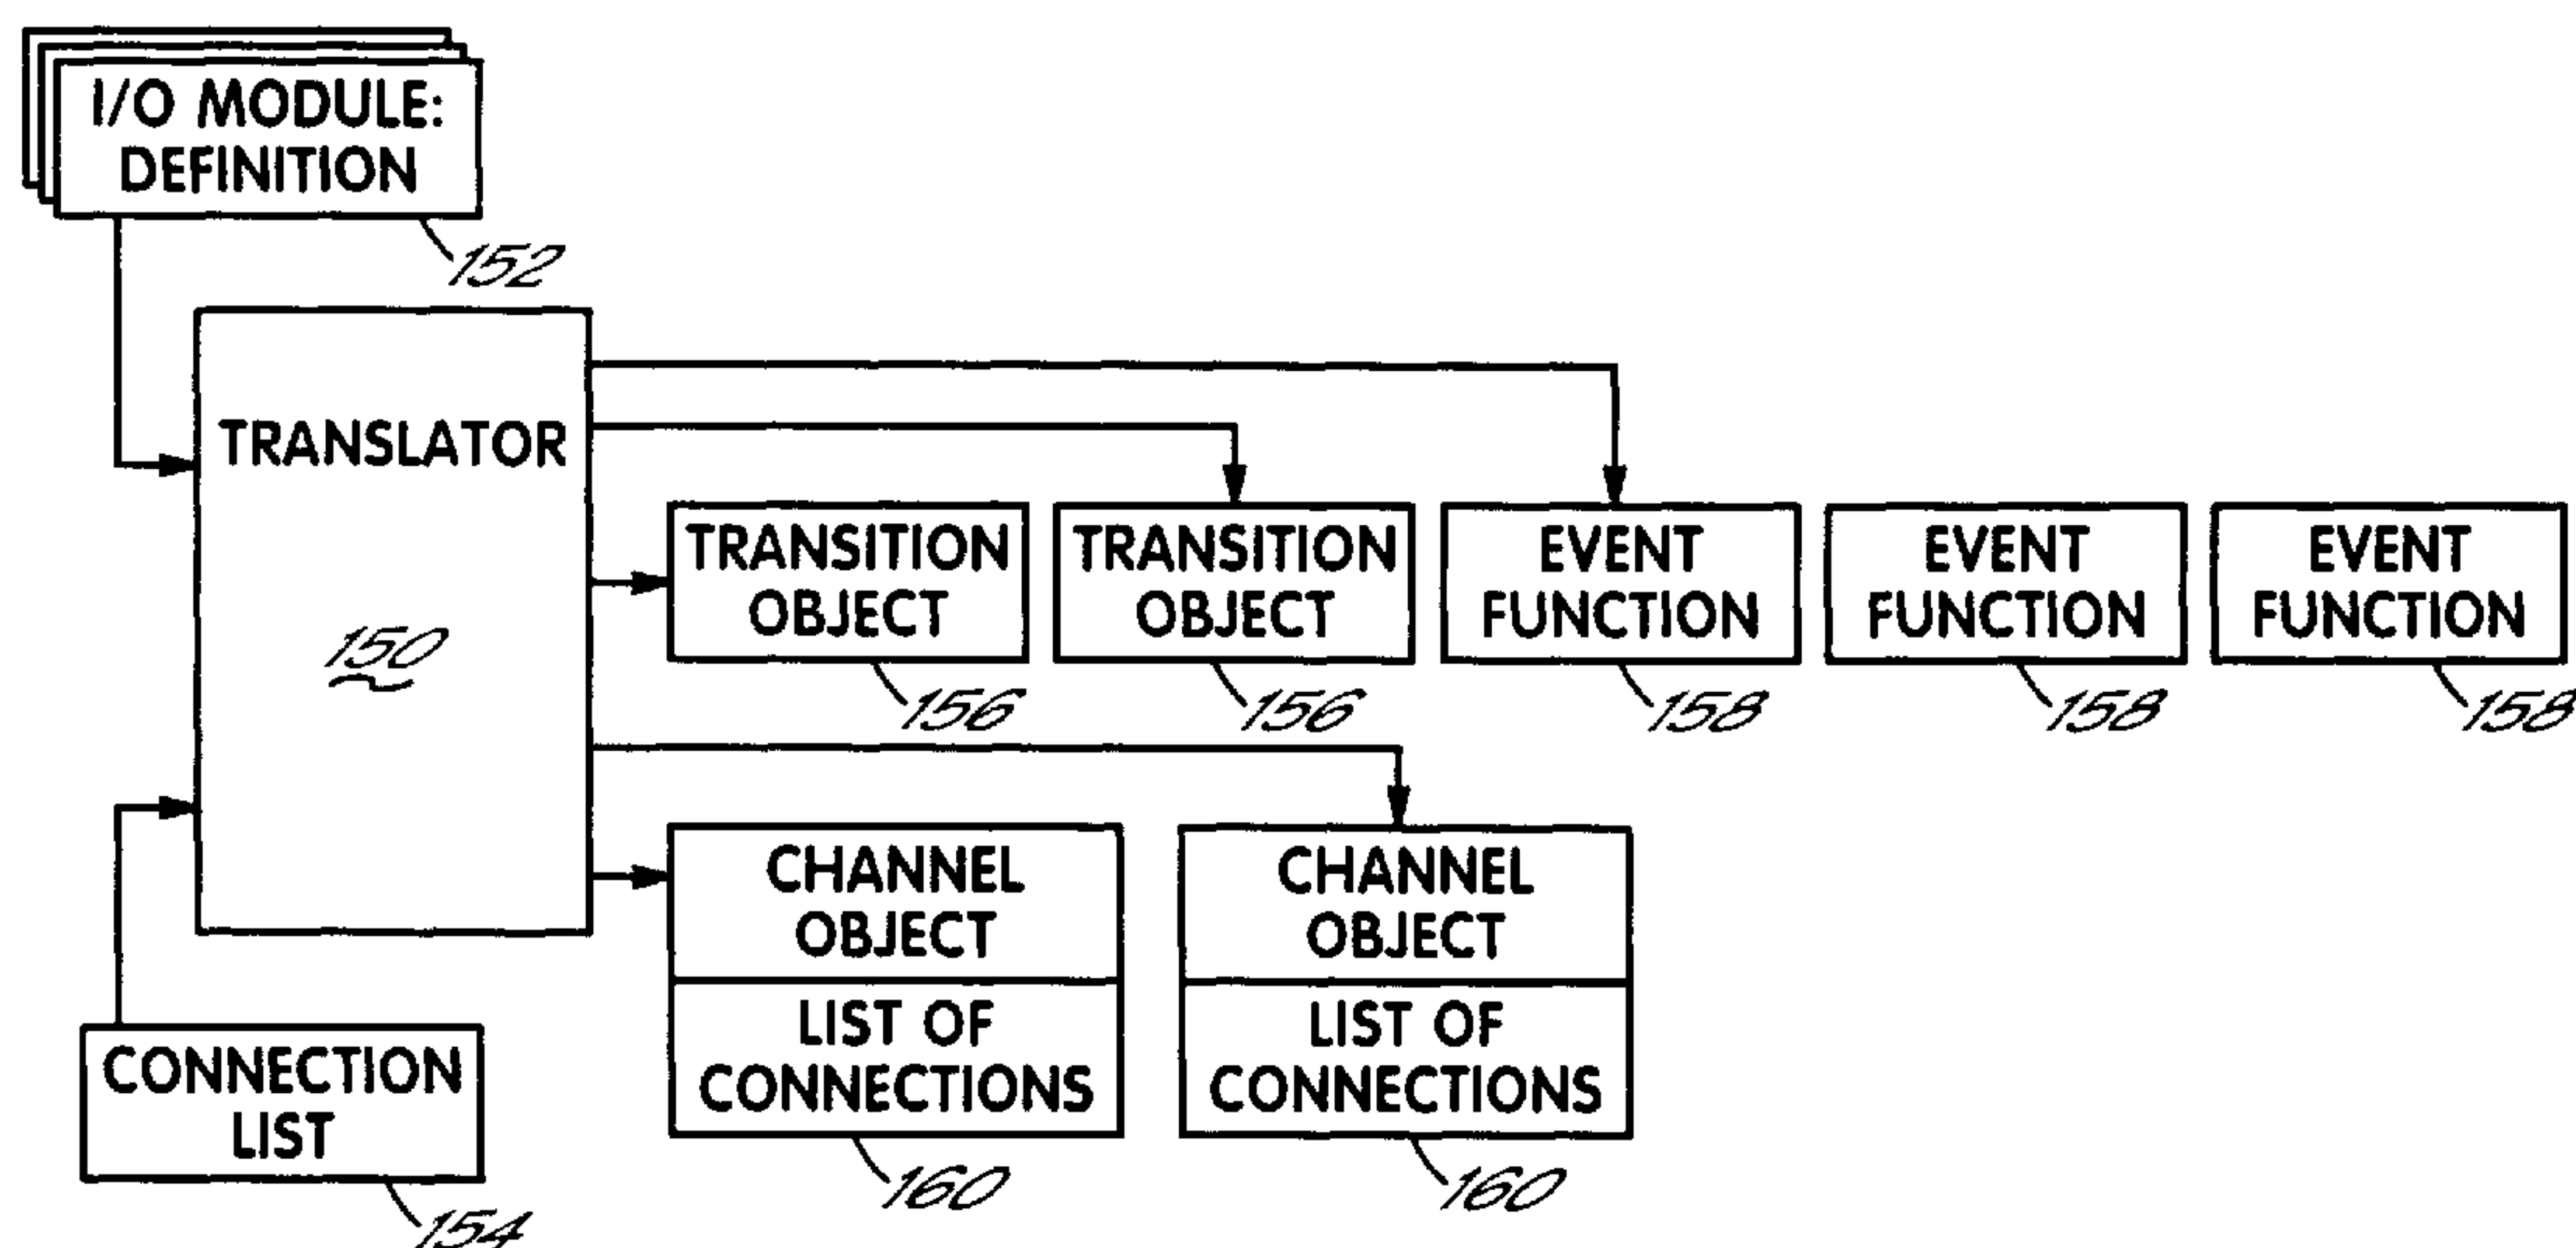 I/O MODULE:
DEFINITION
152
TRANSLATOR
150
TRANSITION
OBJECT
156
TRANSITION
OBJECT
156
EVENT
FUNCTION
158
EVENT
FUNCTION
158
EVENT
FUNCTION
158
CHANNEL
OBJECT
LIST OF
CONNECTIONS
160
CHANNEL
OBJECT
LIST OF
CONNECTIONS
160
CONNECTION
LIST
154